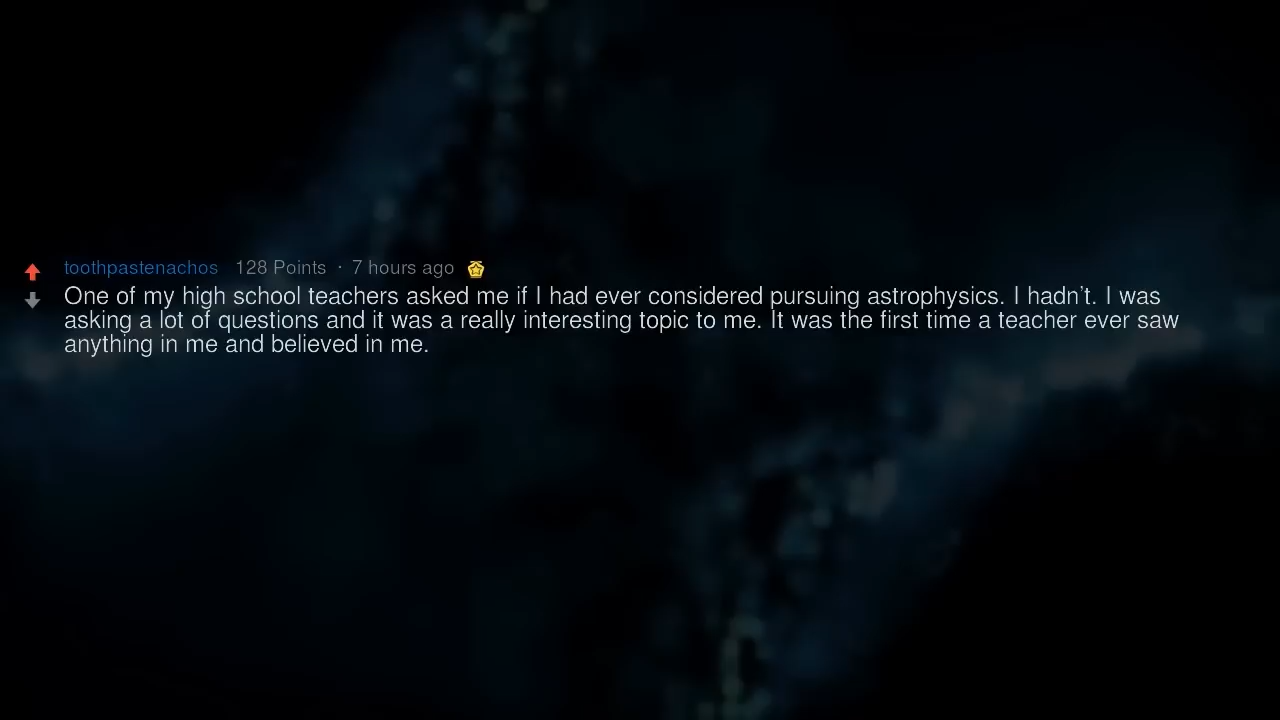 toothpastenachos 128 Points · 7 hours ago
One of my high school teachers asked me if I had ever considered pursuing astrophysics. I hadn’t. I was
asking a lot of questions and it was a really interesting topic to me. It was the first time a teacher ever saw
anything in me and believed in me.